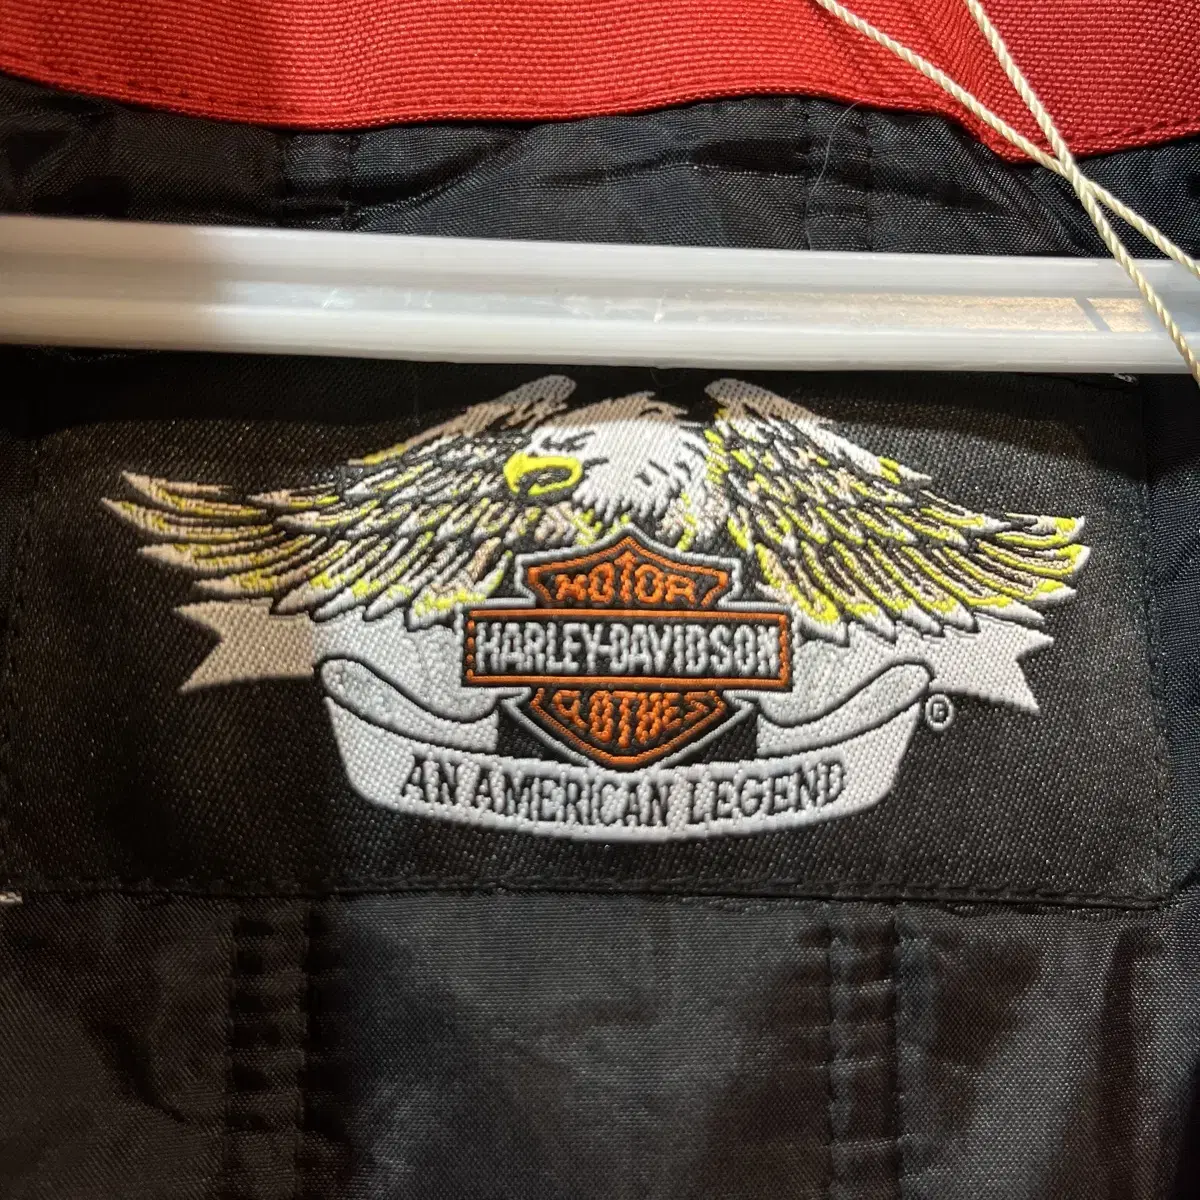 MOTOR
HARLEY-DAVIDSON
CLOTHES
®
AN AMERICAN LEGEND